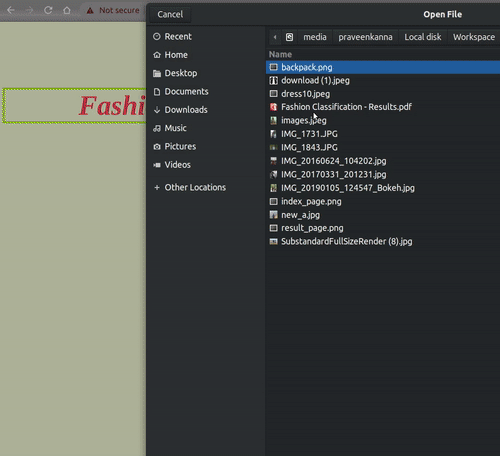 Not secure
Cancel
Open File
media praveenkanna Local disk Workspace
Recent
Home
Desktop
Documents
Downloads
Music
Pictures
Videos
Other Locations
Name
backpack.png
download (1).jpeg
dress10.jpeg
Fashion Classification - Results.pdf
images.jpeg
IMG_1731.JPG
IMG_1843.JPG
IMG_20160624_104202.jpg
IMG_20170331_201231.jpg
IMG_20190105_124547_Bokeh.jpg
index_page.png
new_a.jpg
result_page.png
SubstandardFullSizeRender (8).jpg
Fashi